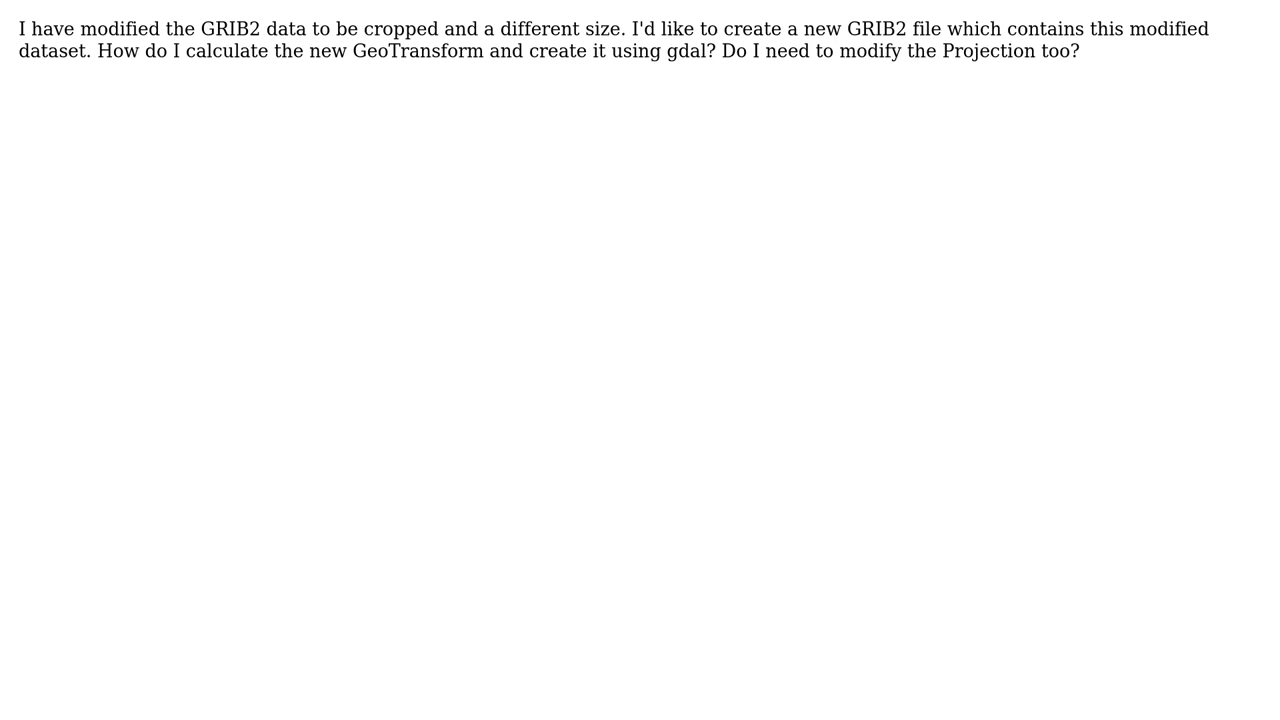 I have modified the GRIB2 data to be cropped and a different size. I'd like to create a new GRIB2 file which contains this modified
dataset. How do I calculate the new GeoTransform and create it using gdal? Do I need to modify the Projection too?